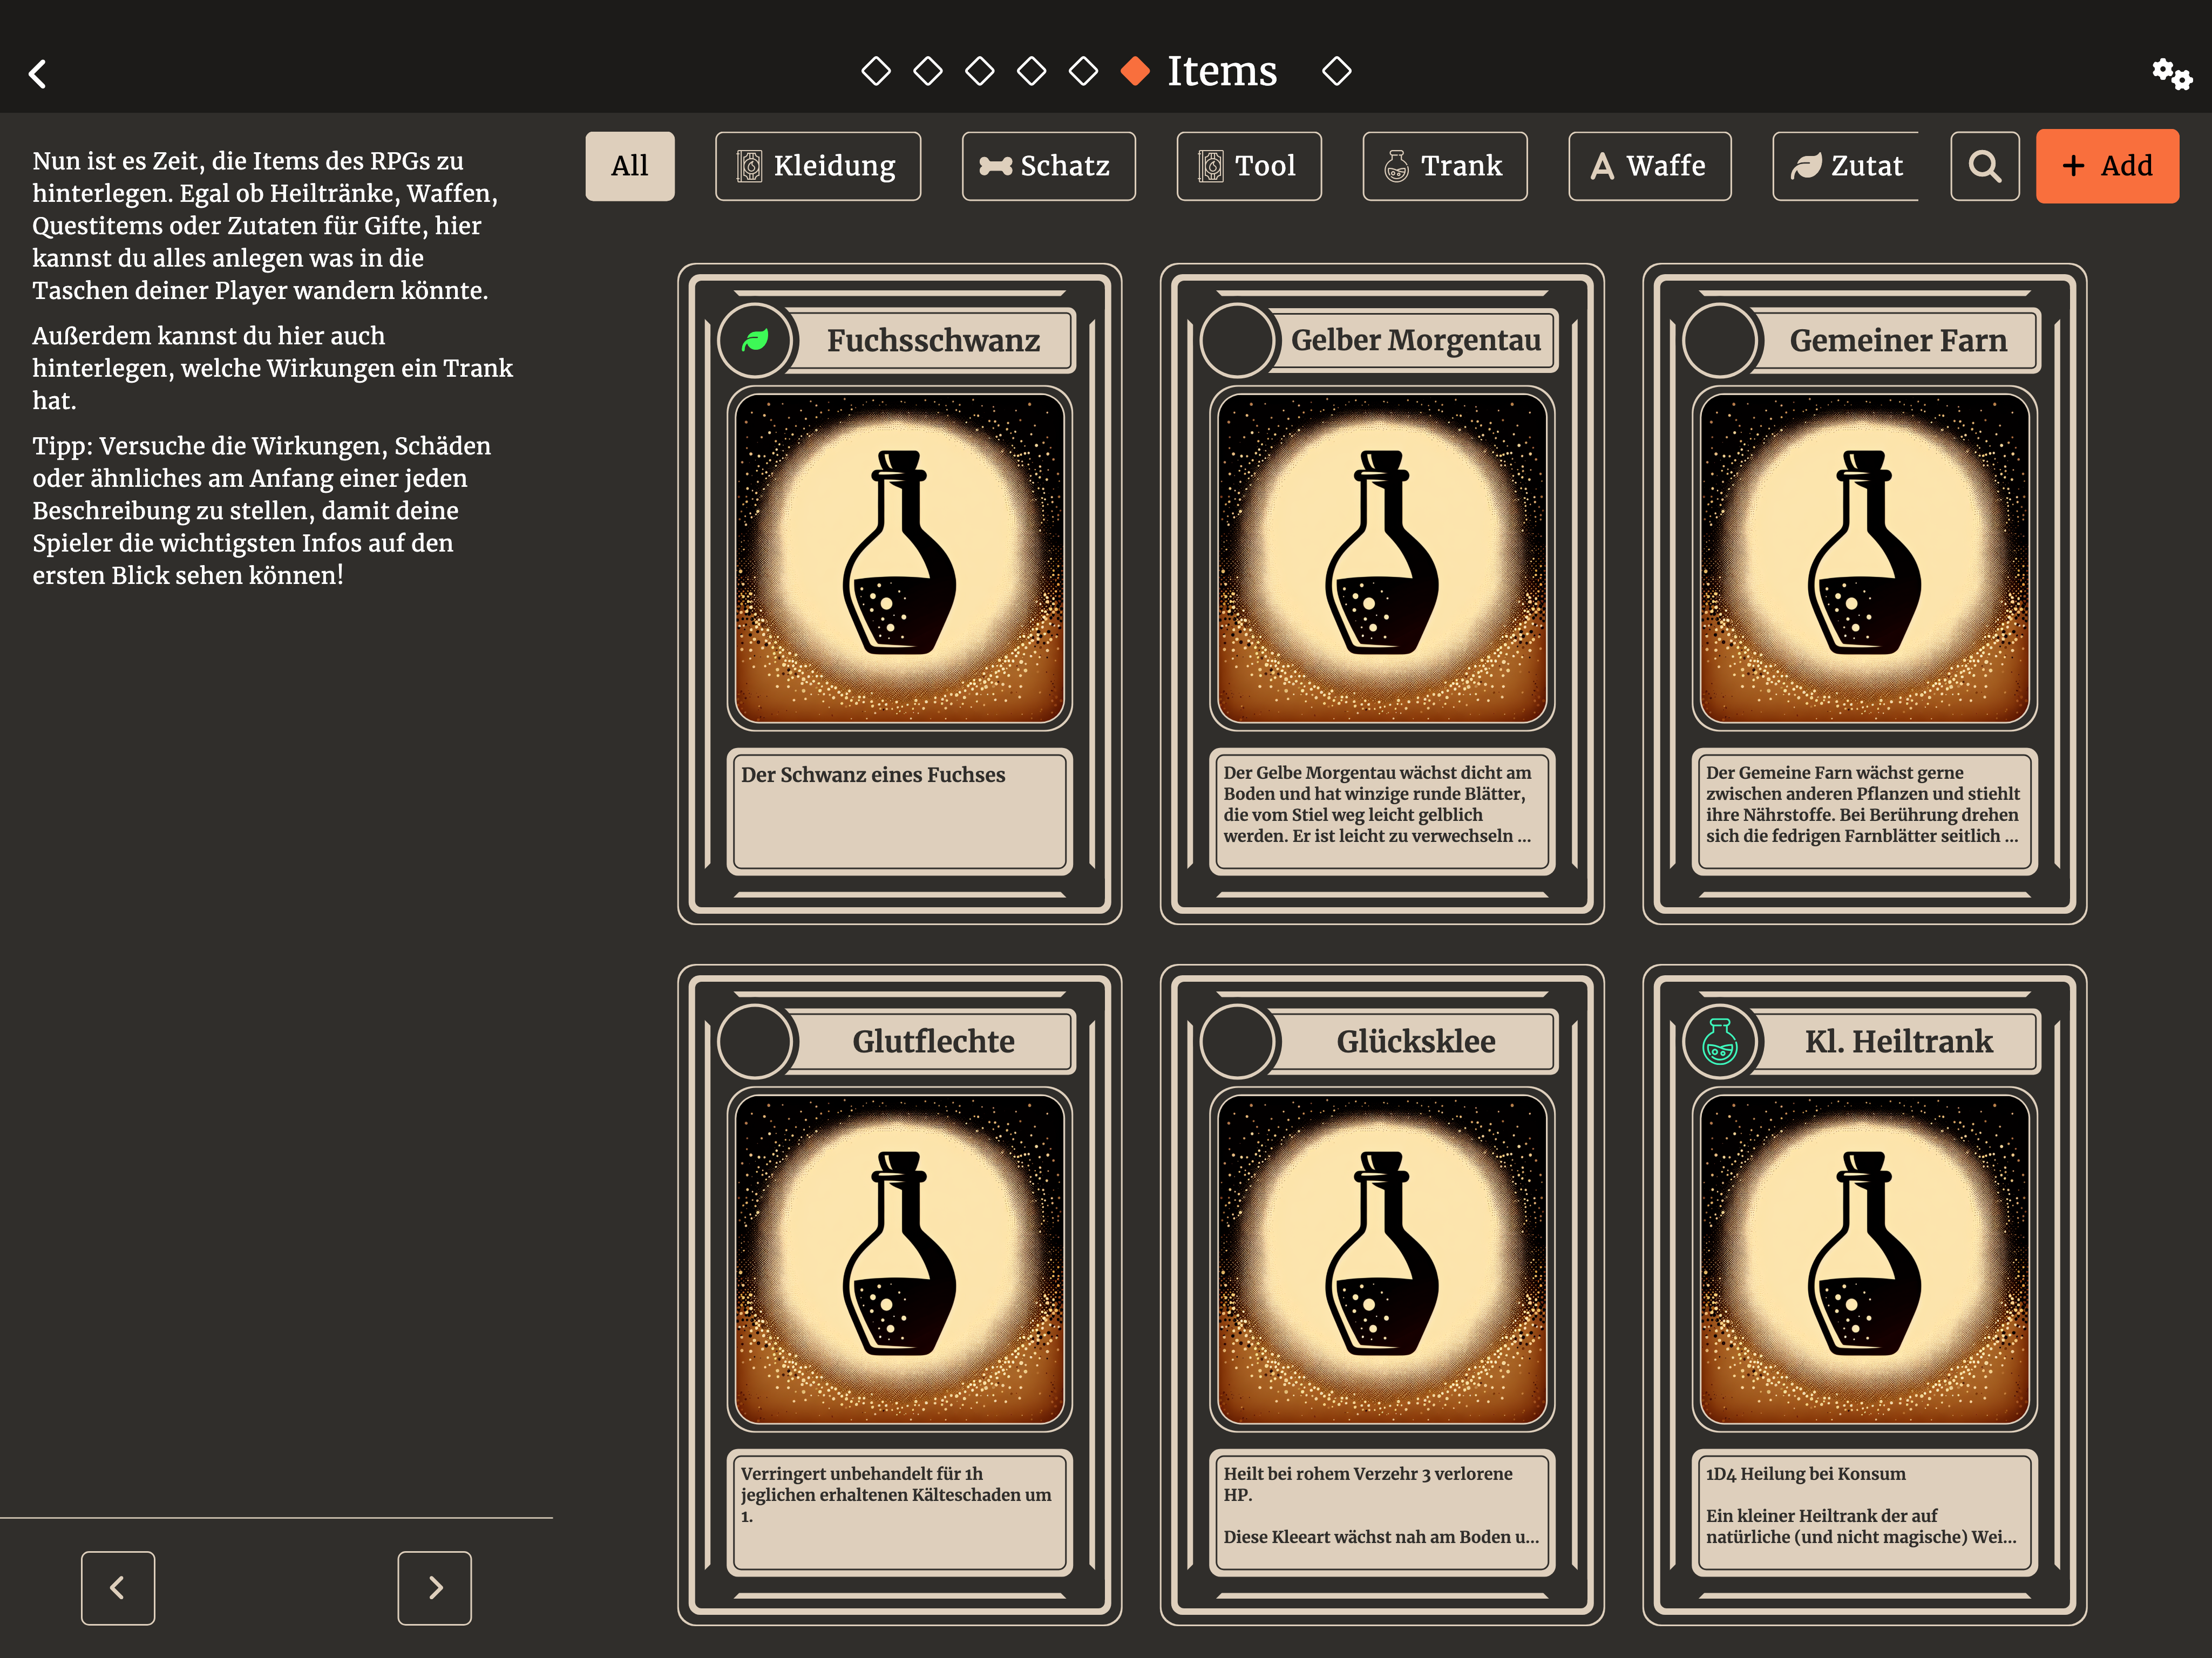 Items
Nun ist es Zeit, die Items des RPGs zu
hinterlegen. Egal ob Heiltränke, Waffen,
Questitems oder Zutaten für Gifte, hier
kannst du alles anlegen was in die
Taschen deiner Player wandern könnte.
Außerdem kannst du hier auch
hinterlegen, welche Wirkungen ein Trank
hat.
Tipp: Versuche die Wirkungen, Schäden
oder ähnliches am Anfang einer jeden
Beschreibung zu stellen, damit deine
Spieler die wichtigsten Infos auf den
ersten Blick sehen können!
All
Kleidung
Schatz
Tool
Trank
Waffe
Zutat
+ Add
Fuchsschwanz
Der Schwanz eines Fuchses
Gelber Morgentau
Der Gelbe Morgentau wächst dicht am
Boden und hat winzige runde Blätter,
die vom Stiel weg leicht gelblich
werden. Er ist leicht zu verwechseln ...
Gemeiner Farn
Der Gemeine Farn wächst gerne
zwischen anderen Pflanzen und stiehlt
ihre Nährstoffe. Bei Berührung drehen
sich die fedrigen Farnblätter seitlich ...
Glutflechte
Verringert unbehandelt für 1h
jeglichen erhaltenen Kälteschaden um
1.
Glücksklee
Heilt bei rohem Verzehr 3 verlorene
HP.
Diese Kleeart wächst nah am Boden u...
Kl. Heiltrank
1D4 Heilung bei Konsum
Ein kleiner Heiltrank der auf
natürliche (und nicht magische) Wei...